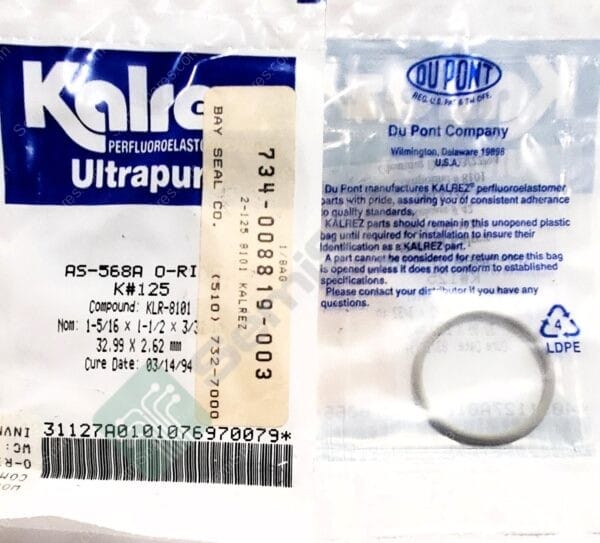 Kalre
PERFLUOROELASTO
Ultrapur
AS-568A O-RI
K#125
Compound: KLR-8101
Nom: 1-5/16 X 1-1/2 X 3/3
32.99 X 2.62 mm
Cure Date: 03/14/94
31127A0101076970079*
INVN
WC:
O-RI
COM
BAY SEAL CO. (510) 732-7000
2-125 8101 KALREZ
734-008819-003
1/BAG
DU PONT
REG. U.S. PAT & TM OFF.
Du Pont Company
Wilmington, Delaware 19898
U.S.A.
Du Pont manufactures KALREZ® perfluoroelastomer
parts with pride, assuring you of consistent adherance
to quality standards.
KALREZ parts should remain in this unopened plastic
bag until required for installation to insure their
identification as a KALREZ part.
A part cannot be considered for return once this bag
is opened unless it does not conform to established
specifications.
Please contact your distributor if you have any
questions.
4
LDPE